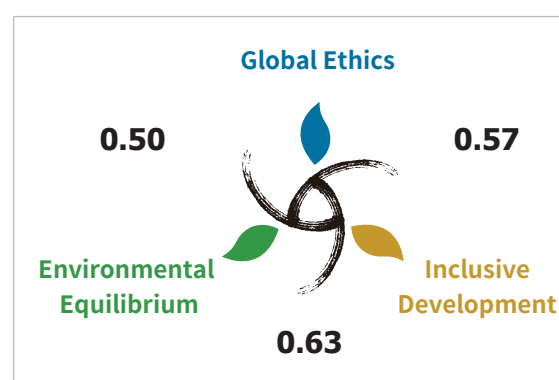 Global Ethics
0.50
0.57
Environmental
Equilibrium
Inclusive
Development
0.63